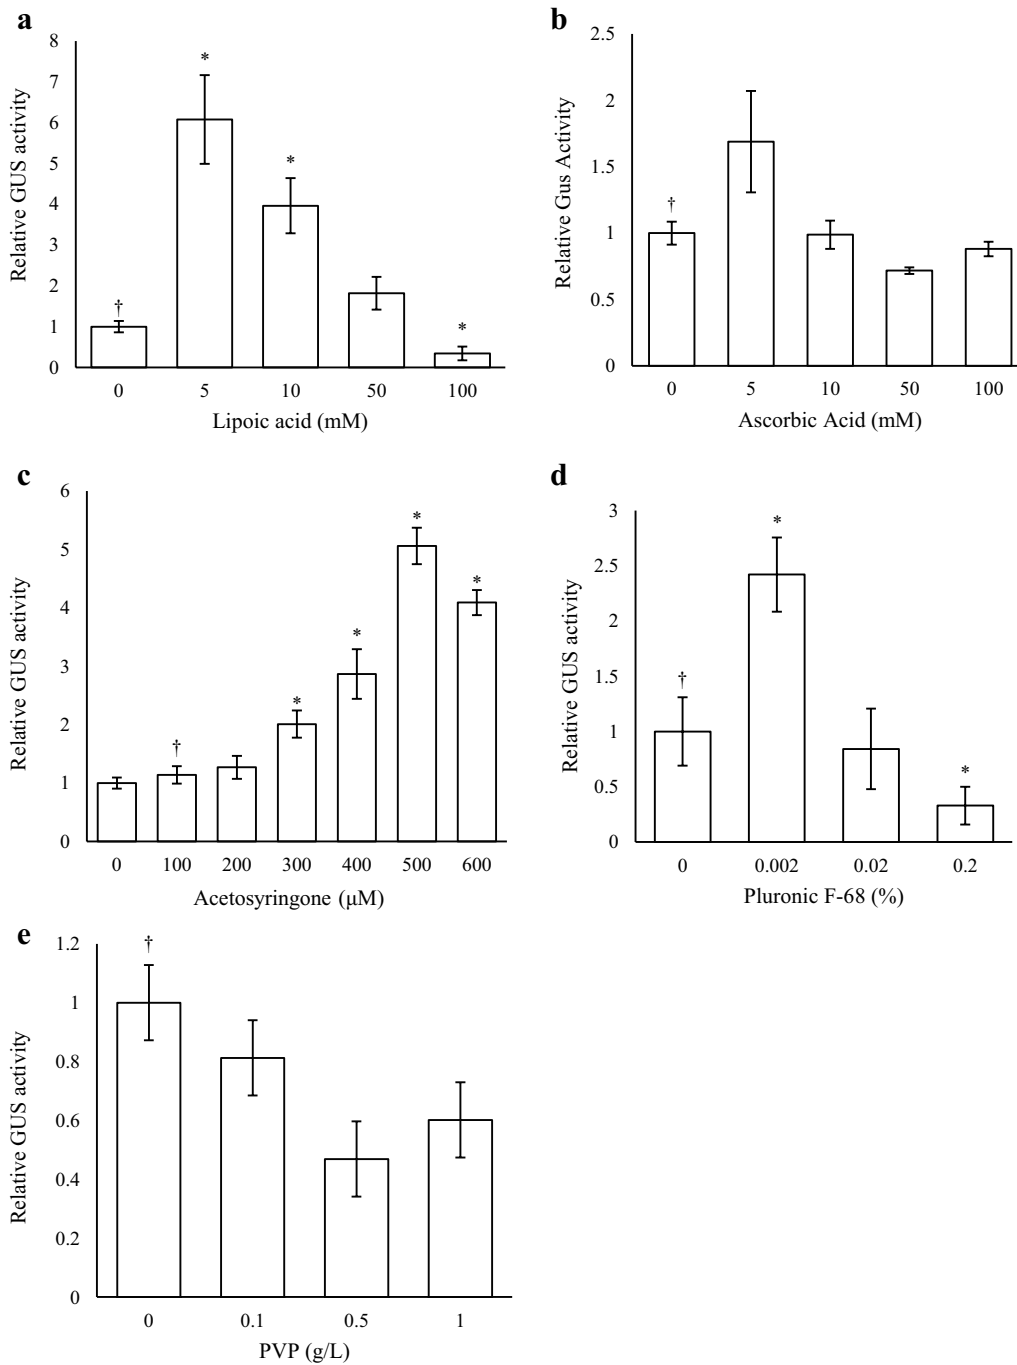 a
8
7
6
5
4
3
2
1
0
Relative GUS activity
†
*
*
*
0 5 10 50 100
Lipoic acid (mM)
b
2.5
2
1.5
1
0.5
0
Relative Gus Activity
†
0 5 10 50 100
Ascorbic Acid (mM)
c
6
5
4
3
2
1
0
Relative GUS activity
†
*
*
*
*
0 100 200 300 400 500 600
Acetosyringone (μM)
d
3
2.5
2
1.5
1
0.5
0
Relative GUS activity
†
*
*
0 0.002 0.02 0.2
Pluronic F-68 (%)
e
1.2
1
0.8
0.6
0.4
0.2
0
Relative GUS activity
†
0 0.1 0.5 1
PVP (g/L)